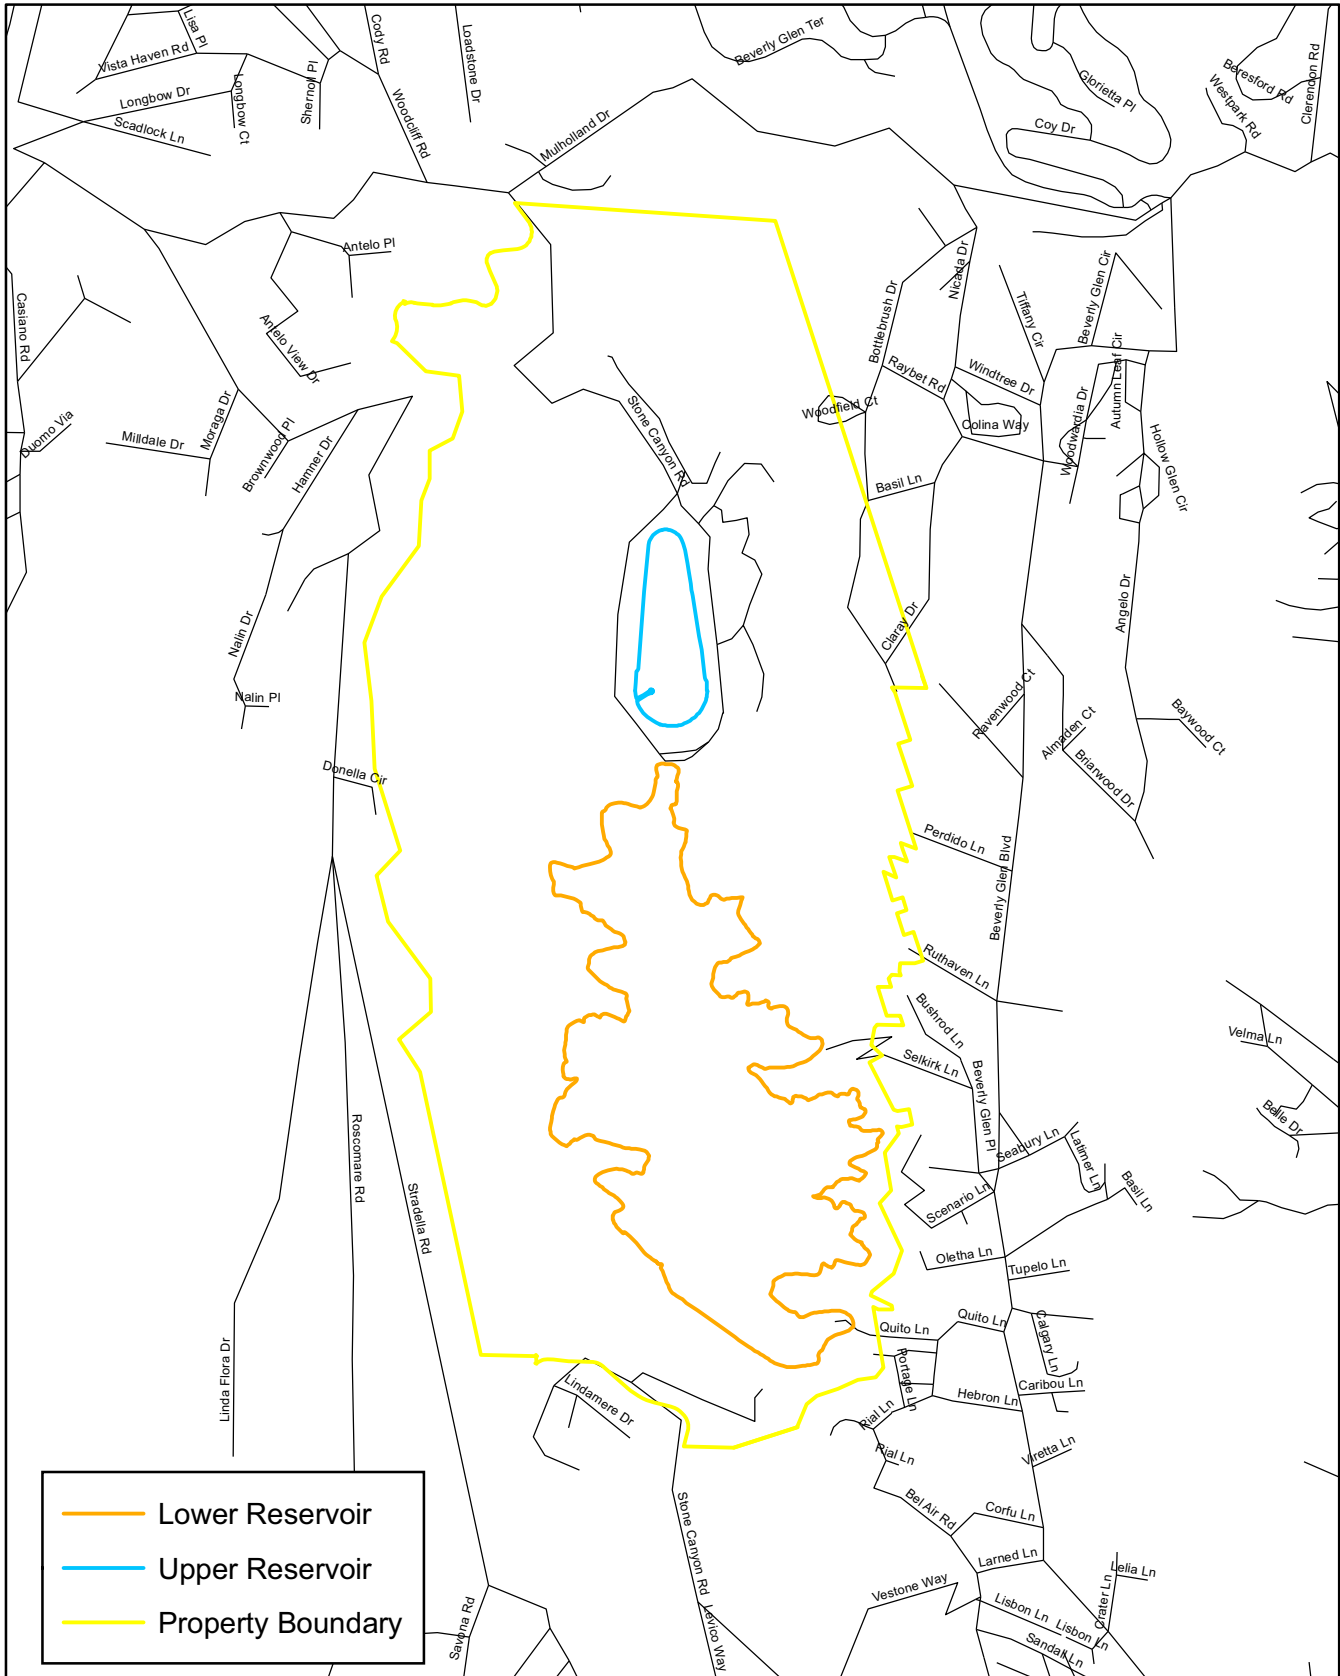 Lisa Pl
Cody Rd
Loadstone Dr
Beverly Glen Ter
Vista Haven Rd
Longbow Dr
Longbow Ct
Shernoll Pl
Woodcliff Rd
Scadlock Ln
Mulholland Dr
Glorietta Pl
Coy Dr
Beresford Rd
Westpark Rd
Clerendon Rd
Antelo Pl
Casiano Rd
Antelo View Dr
Bottlebrush Dr
Nicada Dr
Tiffany Cir
Beverly Glen Cir
Raybet Rd
Windtree Dr
Autumn Leaf Cir
Woodfield Ct
Colina Way
Woodwardia Dr
Hollow Glen Cir
Duomo Via
Milldale Dr
Moraga Dr
Brownwood Pl
Hamner Dr
Stone Canyon Rd
Basil Ln
Nalin Dr
Nalin Pl
Claray Dr
Angelo Dr
Ravenwood Ct
Almaden Ct
Baywood Ct
Briarwood Dr
Donella Cir
Perdido Ln
Beverly Glen Blvd
Ruthaven Ln
Bushrod Ln
Selkirk Ln
Velma Ln
Beverly Glen Pl
Belle Dr
Roscomare Rd
Stradella Rd
Seabury Ln
Latimer Ln
Basil Ln
Scenario Ln
Oletha Ln
Tupelo Ln
Linda Flora Dr
Quito Ln
Quito Ln
Calgary Ln
Portage Ln
Caribou Ln
Lindamere Dr
Hebron Ln
Rial Ln
Rial Ln
Viretta Ln
Stone Canyon Rd
Bel Air Rd
Corfu Ln
Larned Ln
Lelia Ln
Vestone Way
Lisbon Ln
Lisbon Ln
Crater Ln
Sandall Ln
Savona Rd
Levico Way
Lower Reservoir
Upper Reservoir
Property Boundary